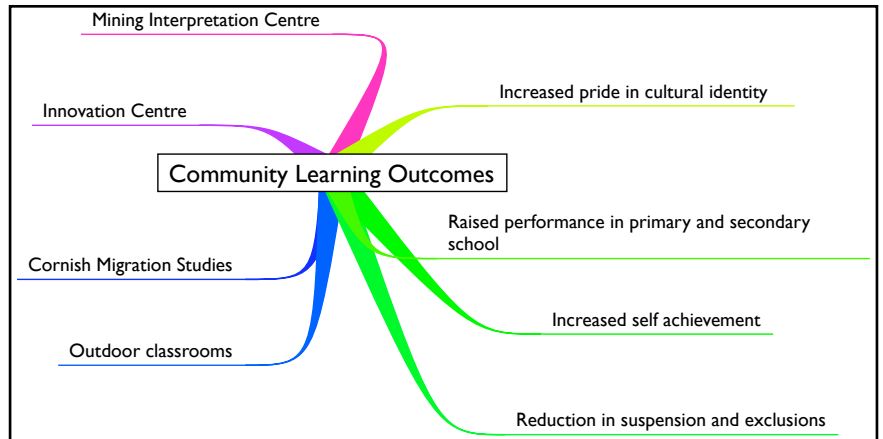 Mining Interpretation Centre
Increased pride in cultural identity
Innovation Centre
Community Learning Outcomes
Raised performance in primary and secondary
school
Cornish Migration Studies
Increased self achievement
Outdoor classrooms
Reduction in suspension and exclusions